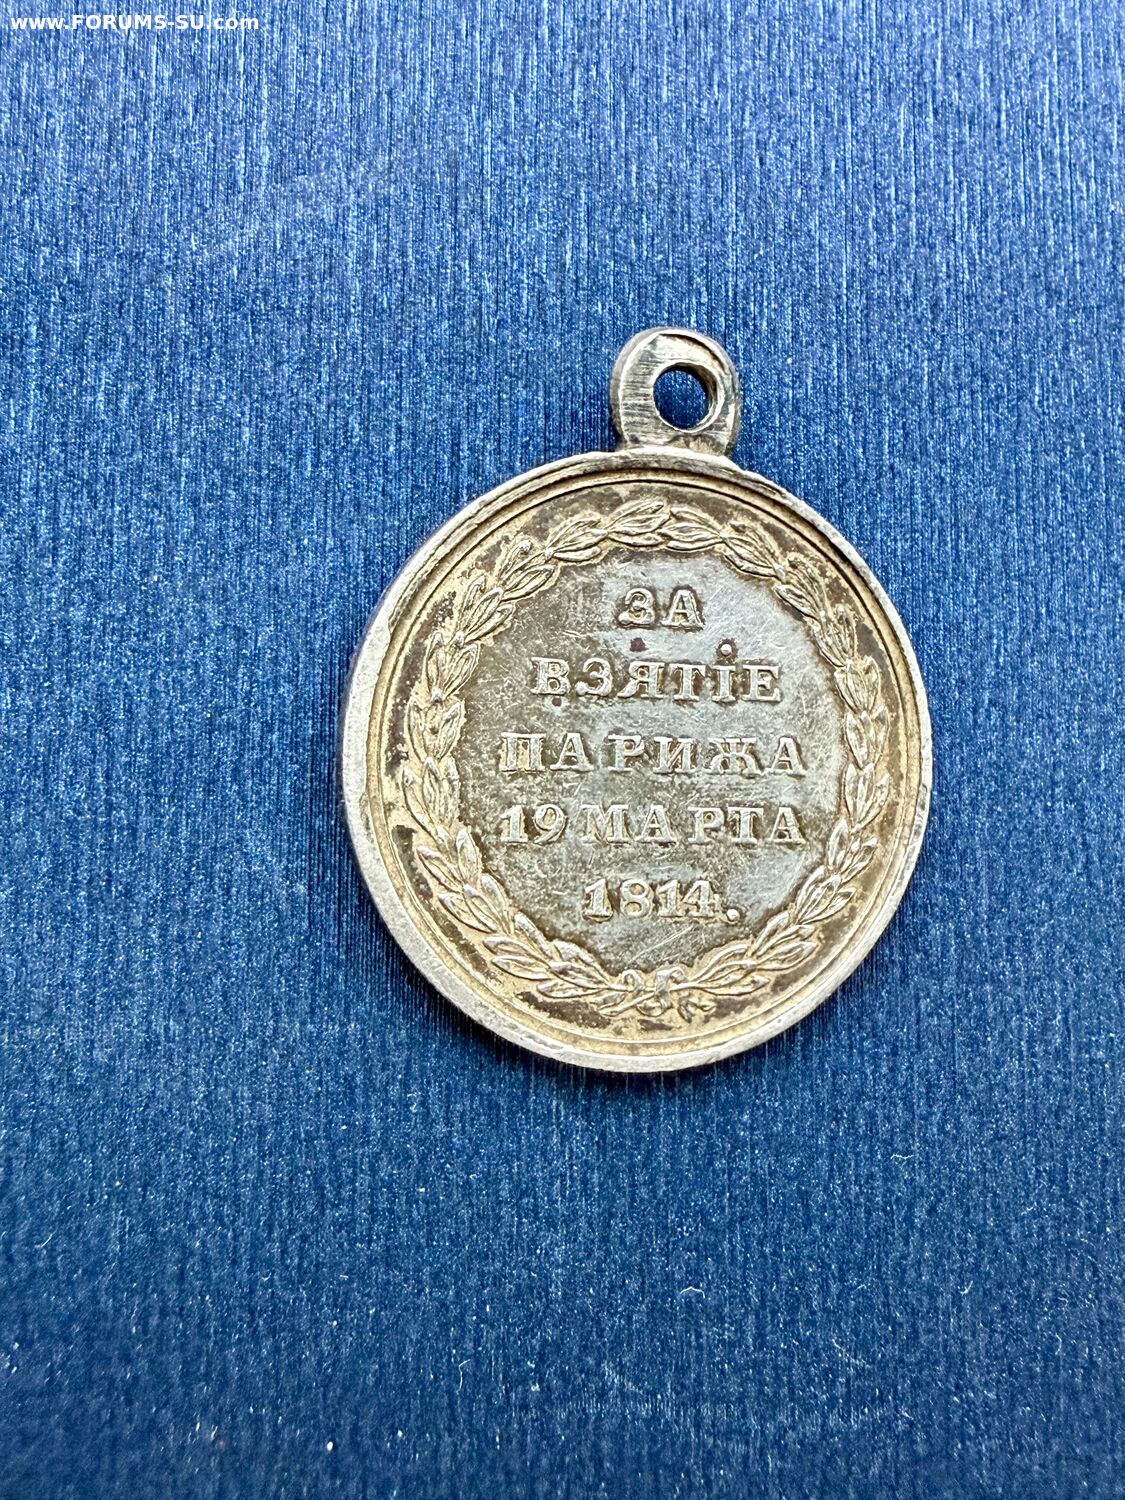 www.FORUMS-SU.com
ЗА
ВЗЯТІЕ
ПАРИЖА
19 МАРТА
1814.